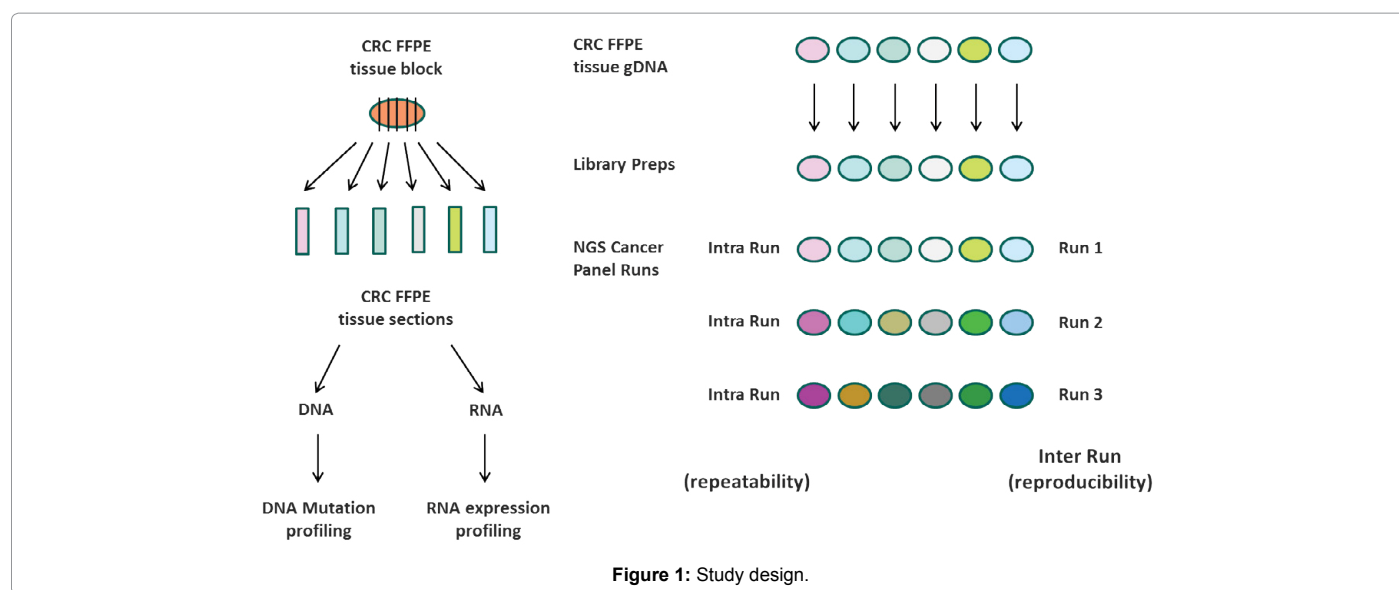 CRC FFPE
tissue block
CRC FFPE
tissue sections
DNA
RNA
DNA Mutation
profiling
RNA expression
profiling
CRC FFPE
tissue gDNA
Library Preps
NGS Cancer
Panel Runs
Intra Run
Run 1
Intra Run
Run 2
Intra Run
Run 3
(repeatability)
Inter Run
(reproducibility)
Figure 1: Study design.